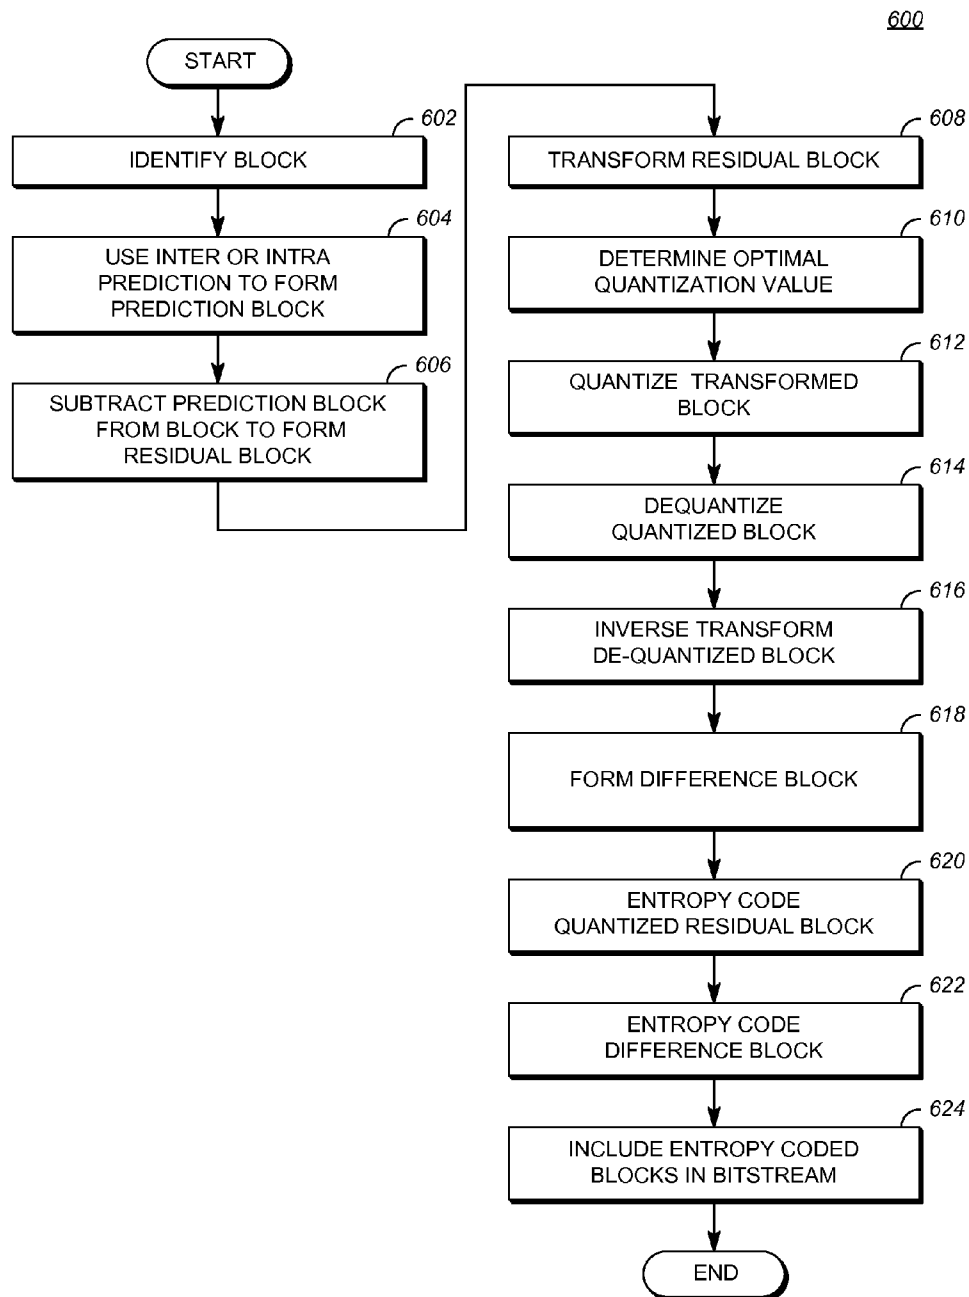 600
START
602
IDENTIFY BLOCK
604
USE INTER OR INTRA
PREDICTION TO FORM
PREDICTION BLOCK
606
SUBTRACT PREDICTION BLOCK
FROM BLOCK TO FORM
RESIDUAL BLOCK
608
TRANSFORM RESIDUAL BLOCK
610
DETERMINE OPTIMAL
QUANTIZATION VALUE
612
QUANTIZE TRANSFORMED
BLOCK
614
DEQUANTIZE
QUANTIZED BLOCK
616
INVERSE TRANSFORM
DE-QUANTIZED BLOCK
618
FORM DIFFERENCE BLOCK
620
ENTROPY CODE
QUANTIZED RESIDUAL BLOCK
622
ENTROPY CODE
DIFFERENCE BLOCK
624
INCLUDE ENTROPY CODED
BLOCKS IN BITSTREAM
END